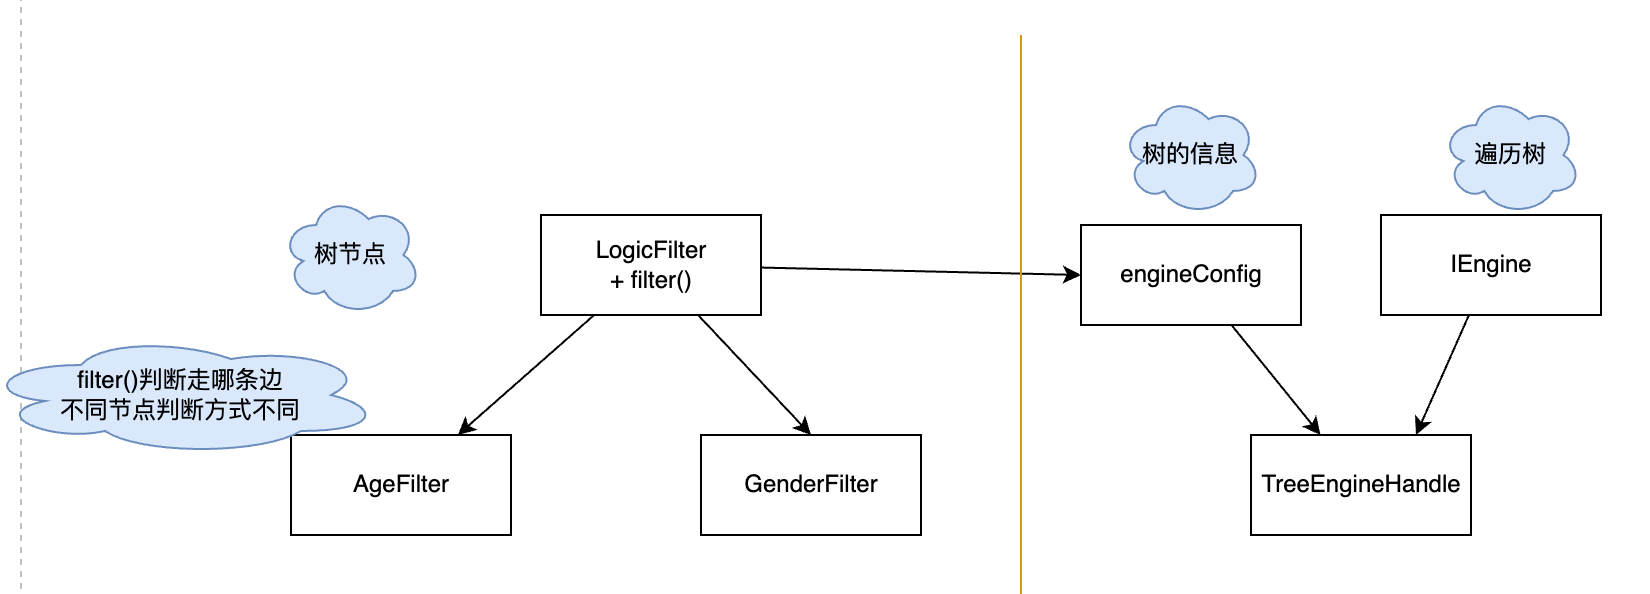 树的信息
遍历树
树节点
LogicFilter
+ filter()
engineConfig
IEngine
filter()判断走哪条边
不同节点判断方式不同
AgeFilter
GenderFilter
TreeEngineHandle